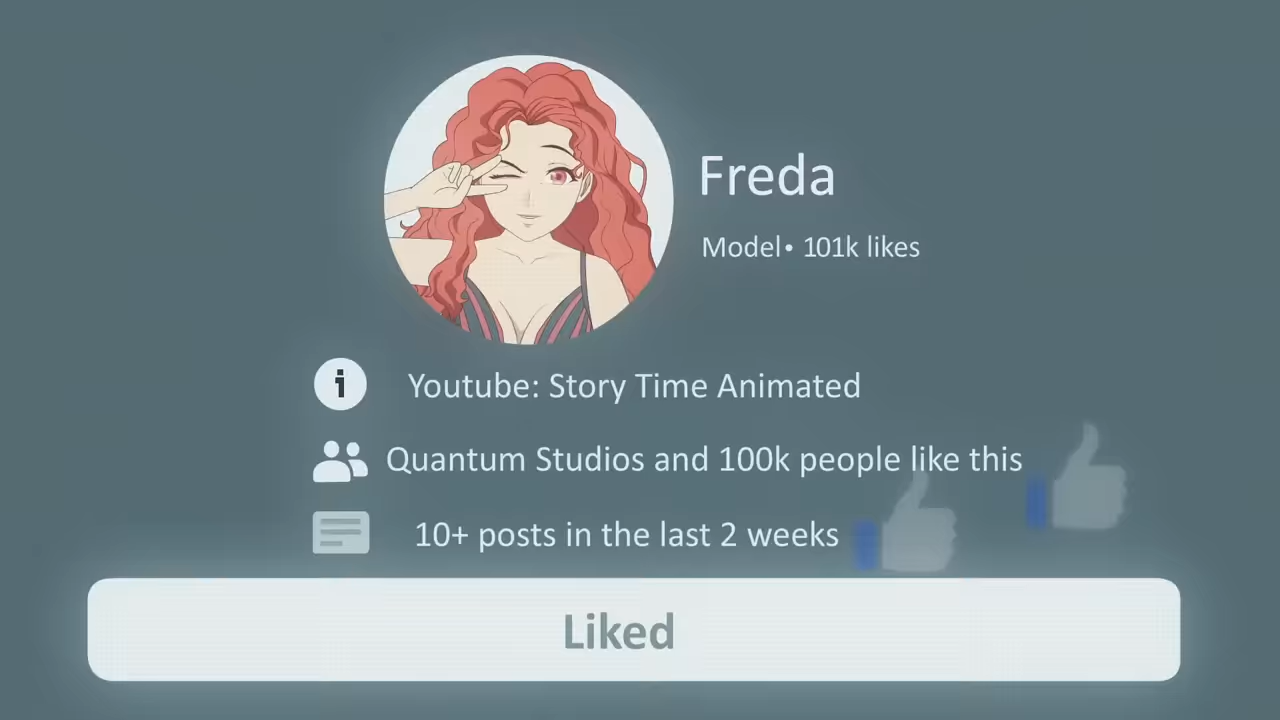 Freda
Model• 101k likes
Youtube: Story Time Animated
Quantum Studios and 100k people like this
10+ posts in the last 2 weeks
Liked